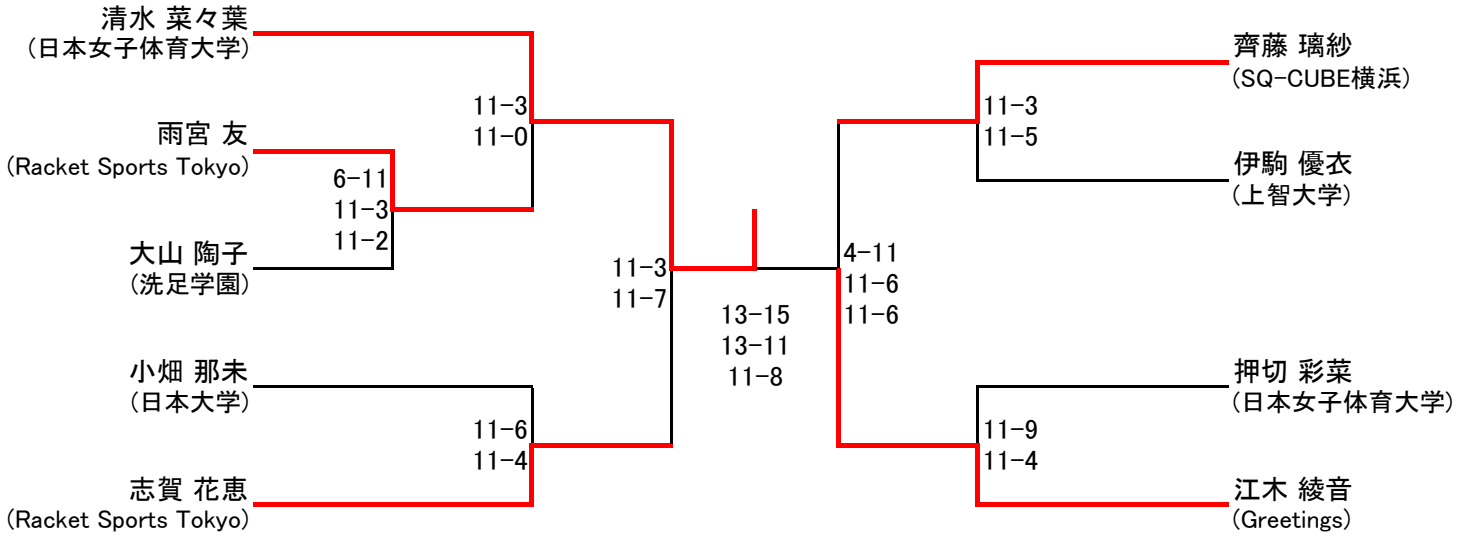 清水 菜々葉
(日本女子体育大学)
雨宮 友
(Racket Sports Tokyo)
大山 陶子
(洗足学園)
小畑 那未
(日本大学)
志賀 花恵
(Racket Sports Tokyo)
6-11
11-3
11-2
11-3
11-0
11-6
11-4
11-3
11-7
13-15
13-11
11-8
4-11
11-6
11-6
11-3
11-5
11-9
11-4
齊藤 璃紗
(SQ-CUBE横浜)
伊駒 優衣
(上智大学)
押切 彩菜
(日本女子体育大学)
江木 綾音
(Greetings)